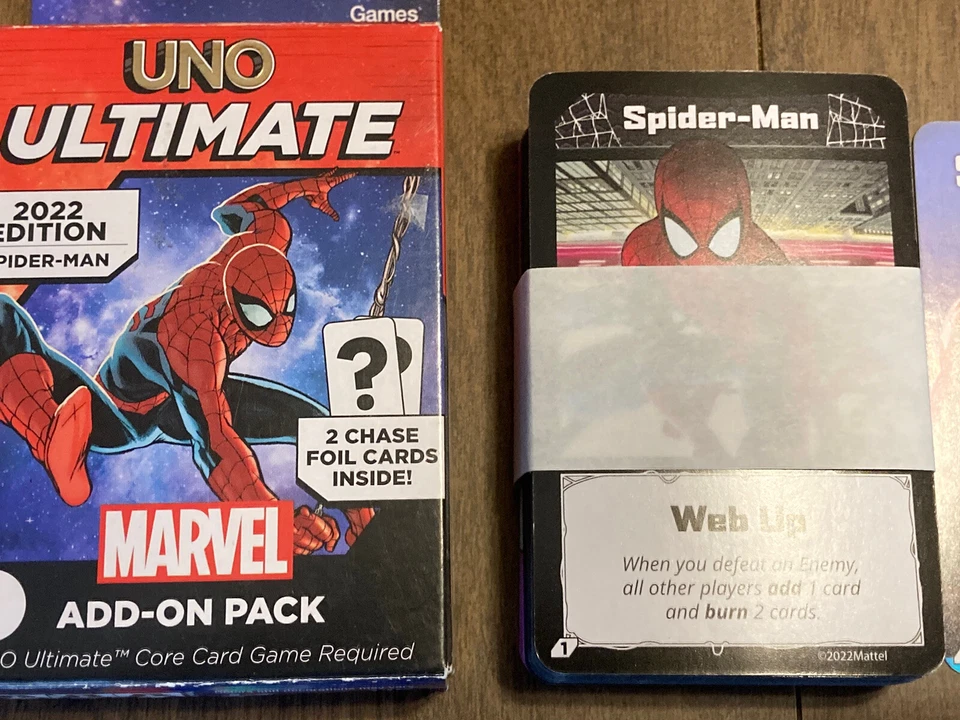 Games
UNO
ULTIMATE™
2022
EDITION
PIDER-MAN
?
2 CHASE
FOIL CARDS
INSIDE!
MARVEL
ADD-ON PACK
O Ultimate™ Core Card Game Required
Spider-Man
Web Up
When you defeat an Enemy,
all other players add 1 card
and burn 2 cards.
1
©2022Mattel